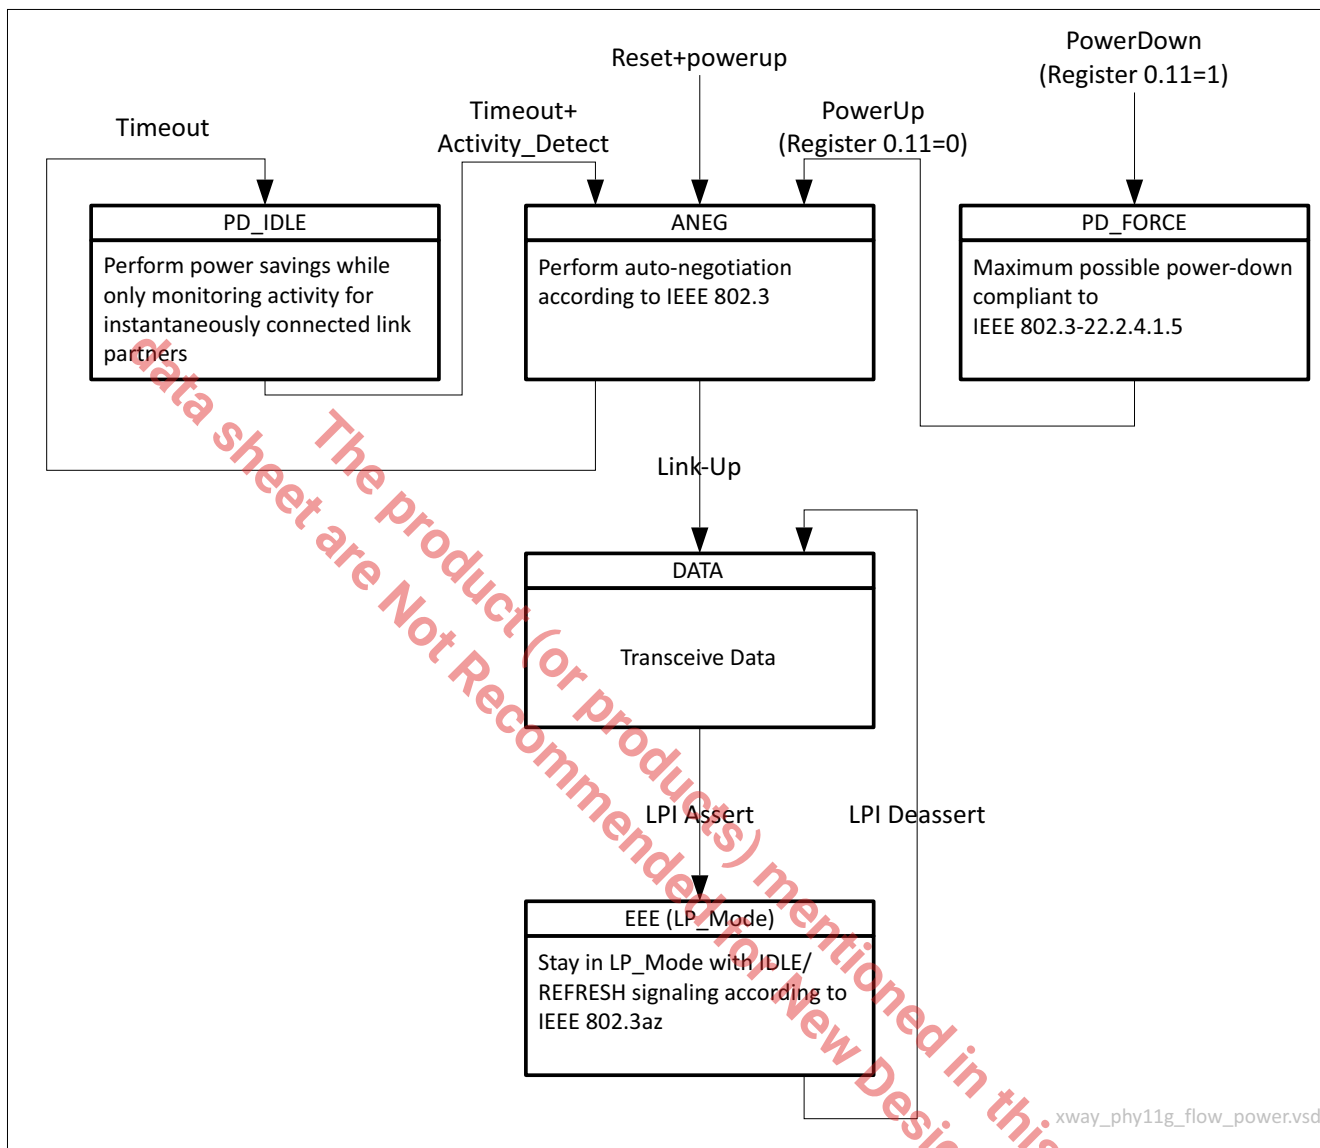 Reset+powerup
PowerDown
(Register 0.11=1)
Timeout
Timeout+
Activity_Detect
PowerUp
(Register 0.11=0)
PD_IDLE
Perform power savings while
only monitoring activity for
instantaneously connected link
partners
ANEG
Perform auto-negotiation
according to IEEE 802.3
PD_FORCE
Maximum possible power-down
compliant to
IEEE 802.3-22.2.4.1.5
Link-Up
DATA
Transceive Data
LPI Assert
LPI Deassert
EEE (LP_Mode)
Stay in LP_Mode with IDLE/
REFRESH signaling according to
IEEE 802.3az
The product (or products) mentioned in this
data sheet are Not Recommended for New
xway_phy11g_flow_power.vsd